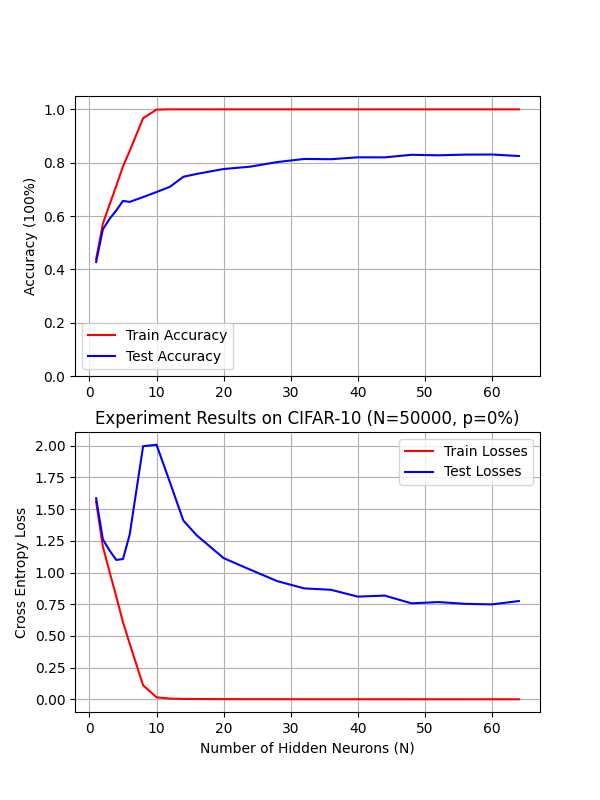 1.0
0.8
0.6
0.4
0.2
0.0
Accuracy (100%)
Train Accuracy
Test Accuracy
0 10 20 30 40 50 60
Experiment Results on CIFAR-10 (N=50000, p=0%)
2.00
1.75
1.50
1.25
1.00
0.75
0.50
0.25
0.00
Cross Entropy Loss
Train Losses
Test Losses
0 10 20 30 40 50 60
Number of Hidden Neurons (N)